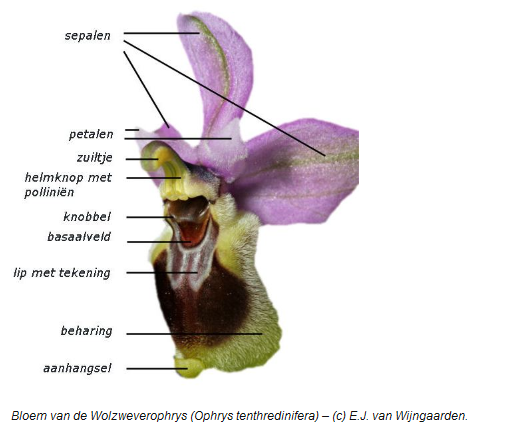 sepalen
petalen
zuiltje
helmknop met
polliniën
knobbel
basaalveld
lip met tekening
beharing
aanhangsel
Bloem van de Wolzweverophrys (Ophrys tenthredinifera) – (c) E.J. van Wijngaarden.